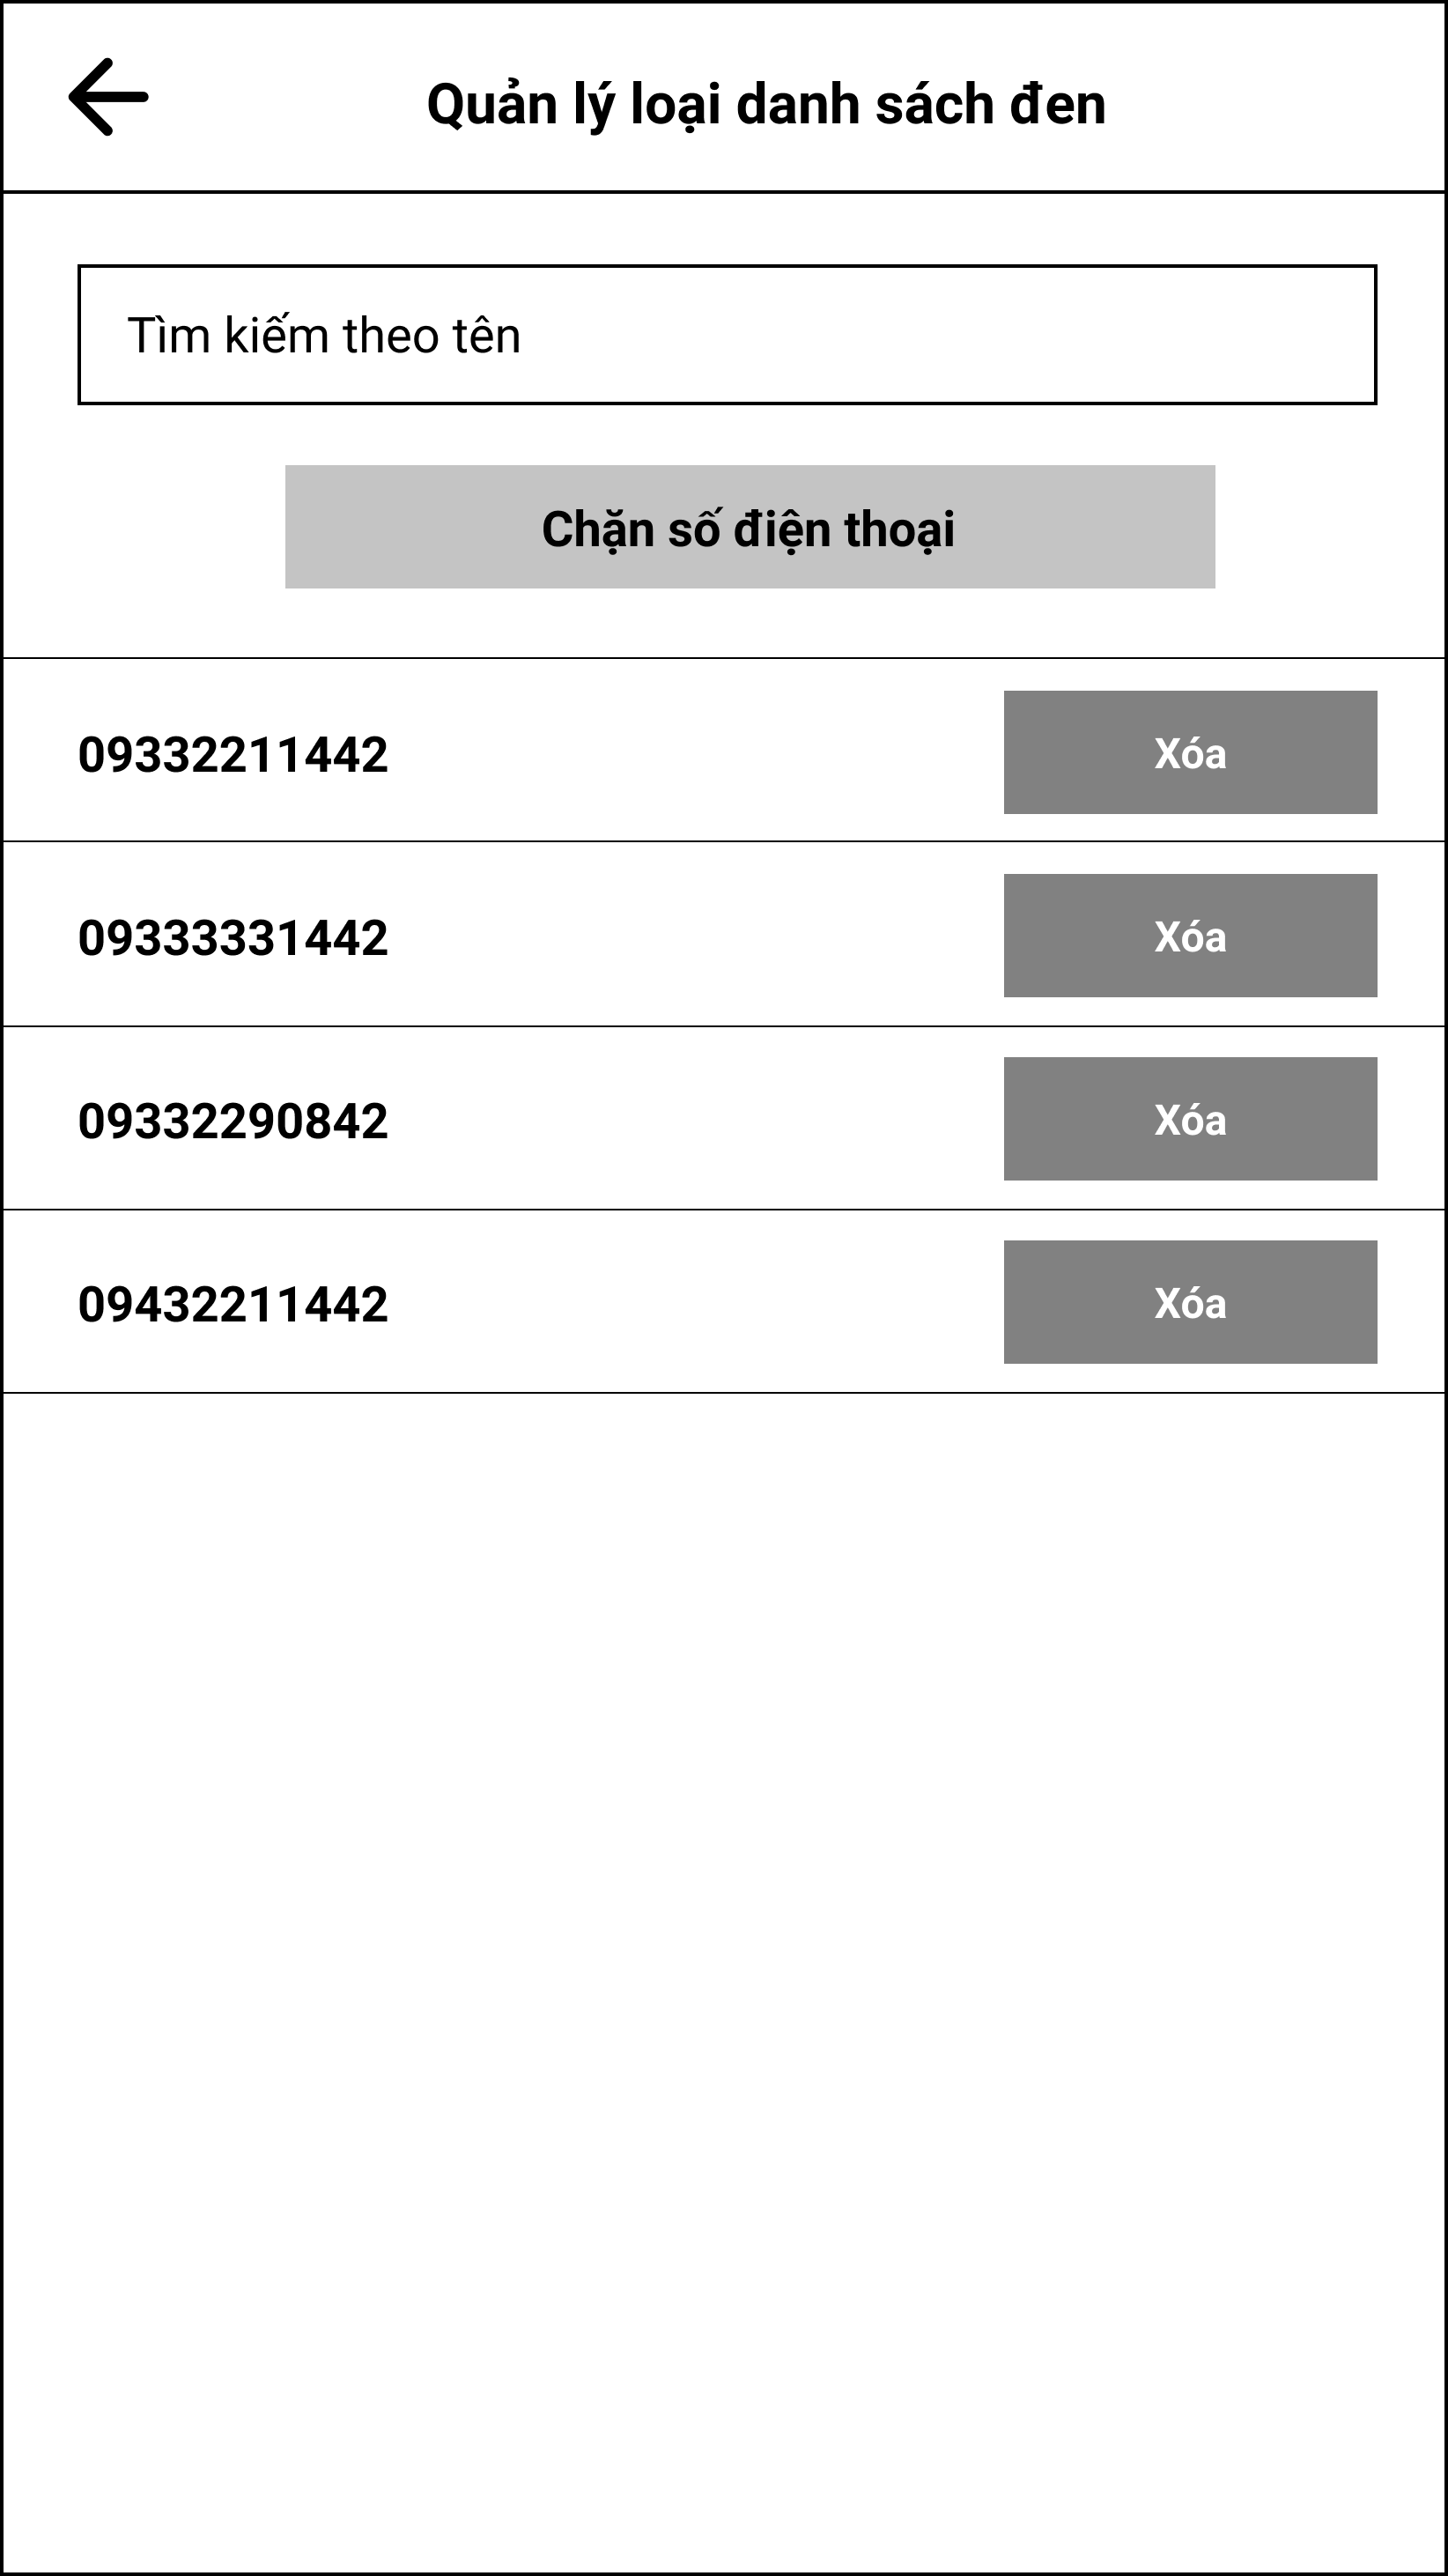 Quản lý loại danh sách đen
Tìm kiếm theo tên
Chặn số điện thoại
09332211442
Xóa
09333331442
Xóa
09332290842
Xóa
09432211442
Xóa